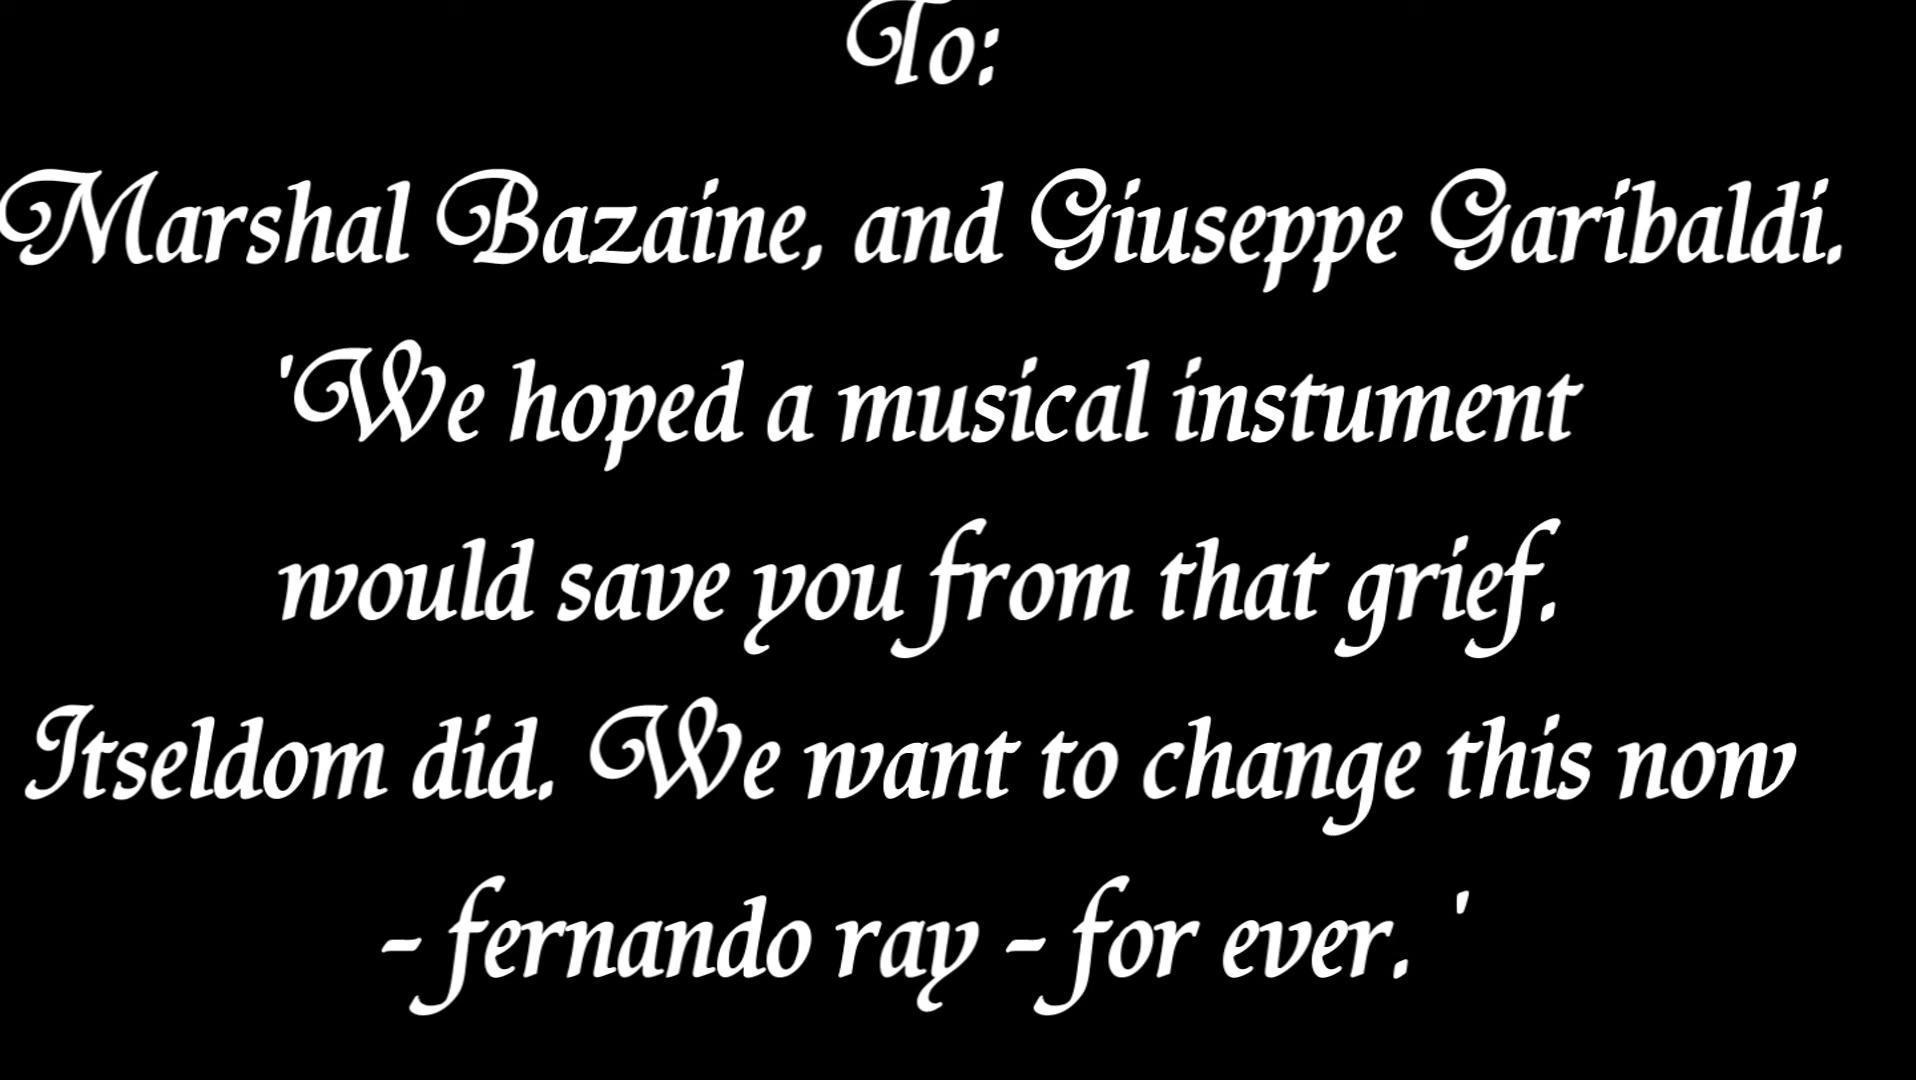 To:
Marshal Bazaine, and Giuseppe Garibaldi.
'We hoped a musical instument
would save you from that grief.
Itseldom did. We want to change this now
- fernando ray - for ever. '